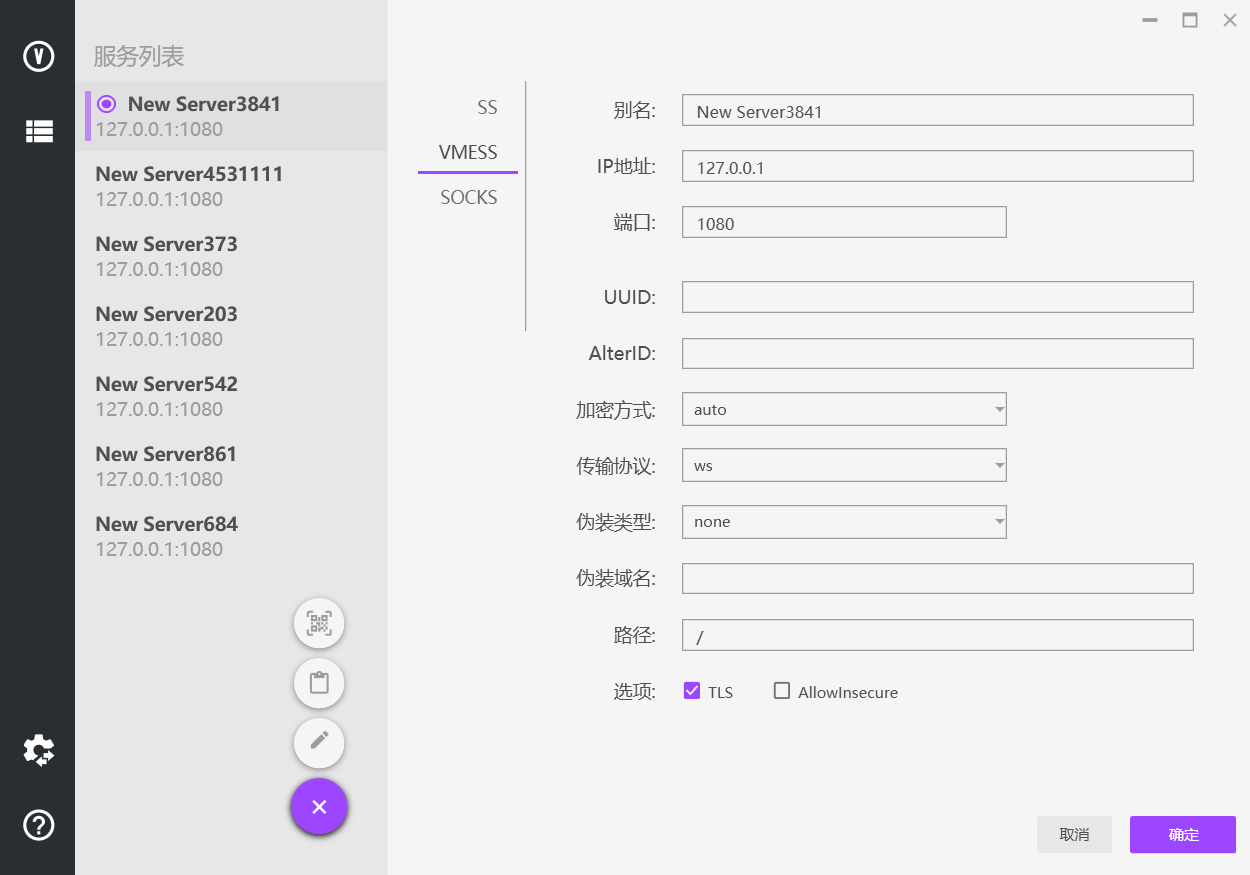 服务列表
New Server3841
127.0.0.1:1080
New Server4531111
127.0.0.1:1080
New Server373
127.0.0.1:1080
New Server203
127.0.0.1:1080
New Server542
127.0.0.1:1080
New Server861
127.0.0.1:1080
New Server684
127.0.0.1:1080
SS
VMESS
SOCKS
别名: New Server3841
IP地址: 127.0.0.1
端口: 1080
UUID:
AlterID:
加密方式: auto
传输协议: ws
伪装类型: none
伪装域名:
路径: /
选项: TLS AllowInsecure
取消 确定